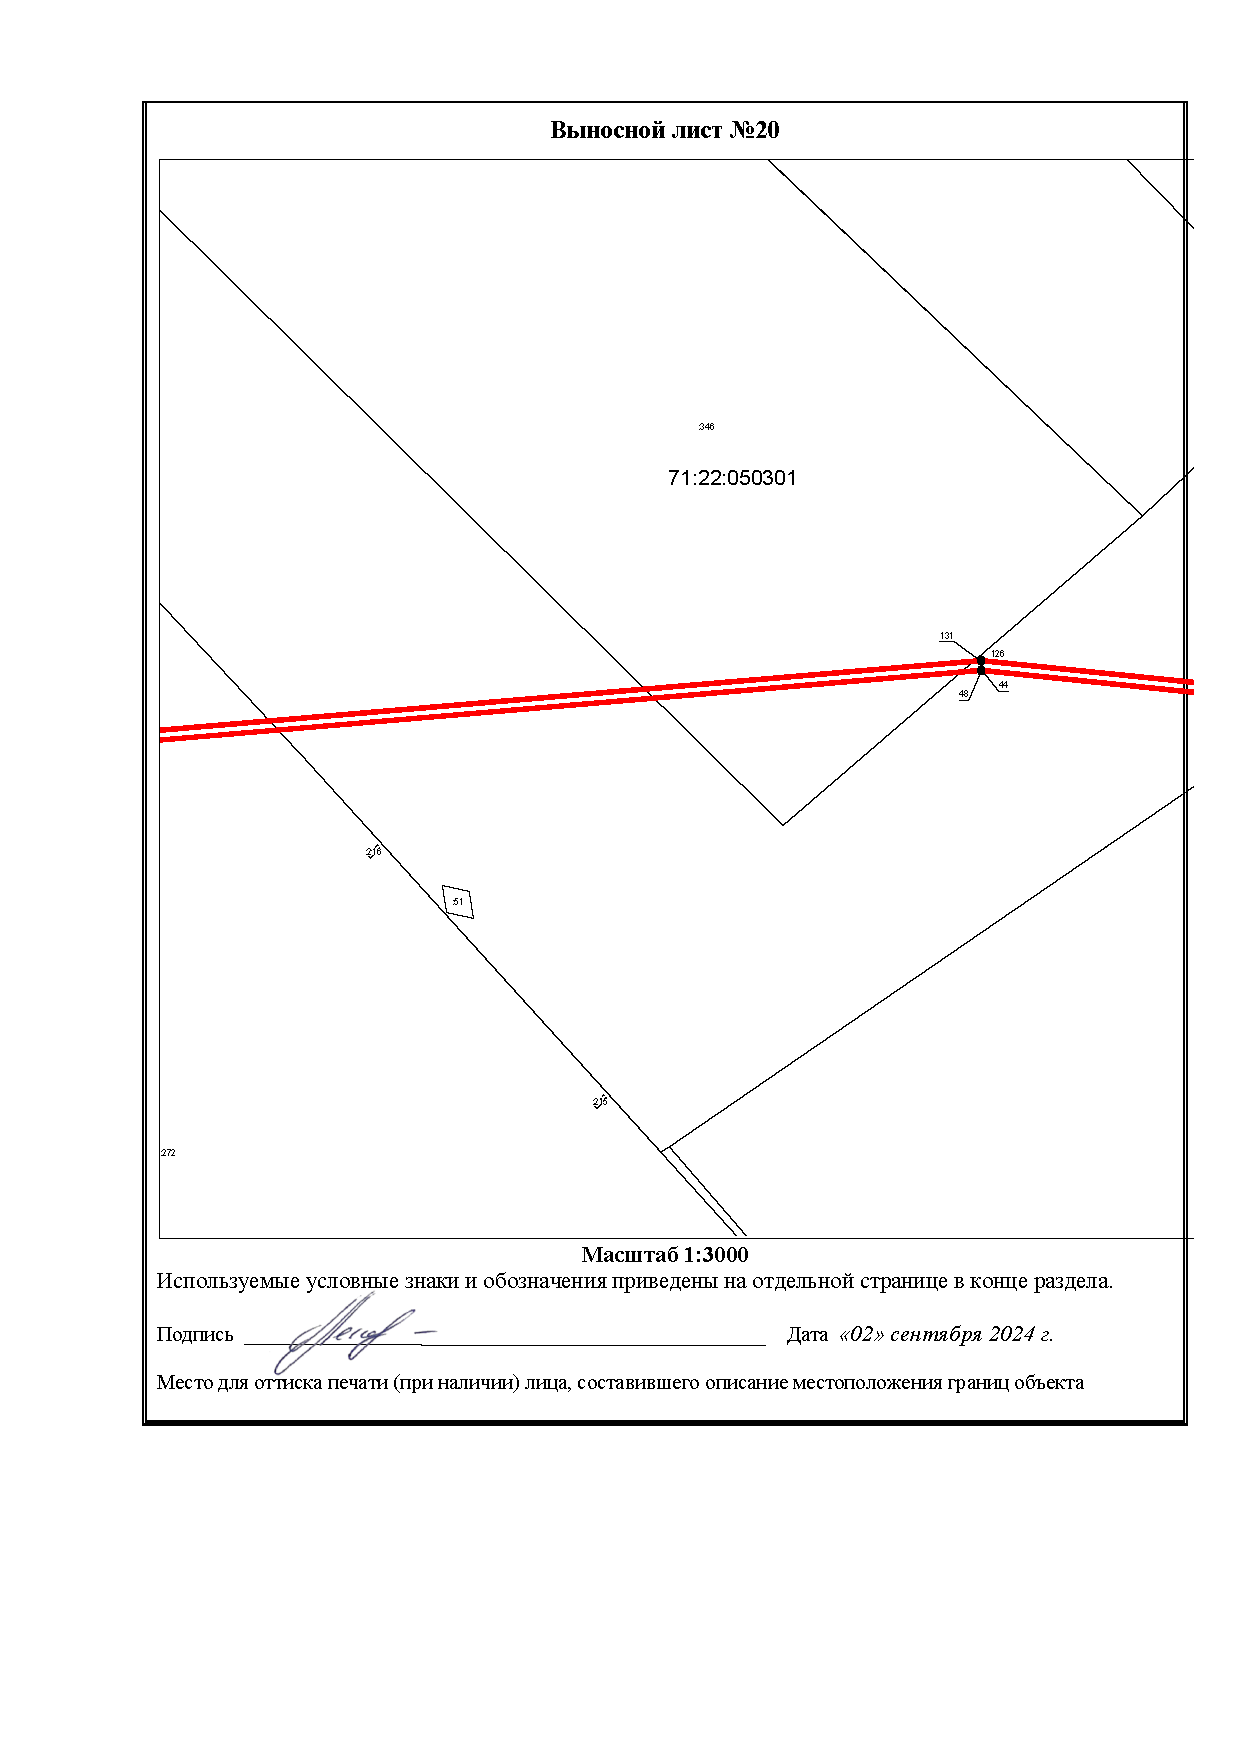 Выносной лист №20
:346
71:22:050301
131
126
44
48
:216
:51
:215
:272
Масштаб 1:3000
Используемые условные знаки и обозначения приведены на отдельной странице в конце раздела.
Подпись Дата «02» сентября 2024 г.
Место для оттиска печати (при наличии) лица, составившего описание местоположения границ объекта